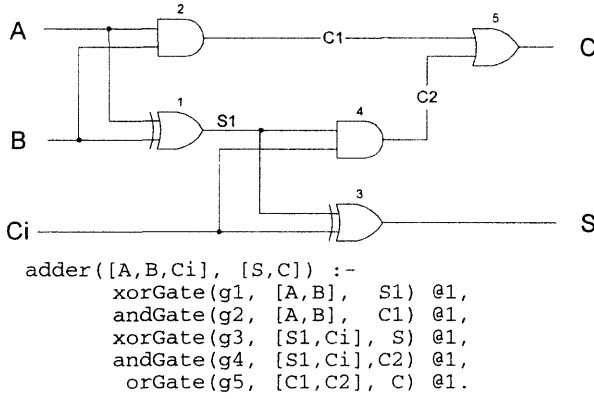 2
5
A
C1
C
C2
1
S1
4
B
3
Ci
S
adder([A,B,Ci], [S,C]) :-
xorGate(g1, [A,B], S1) @1,
andGate(g2, [A,B], C1) @1,
xorGate(g3, [S1,Ci], S) @1,
andGate(g4, [S1,Ci],C2) @1,
orGate(g5, [C1,C2], C) @1.